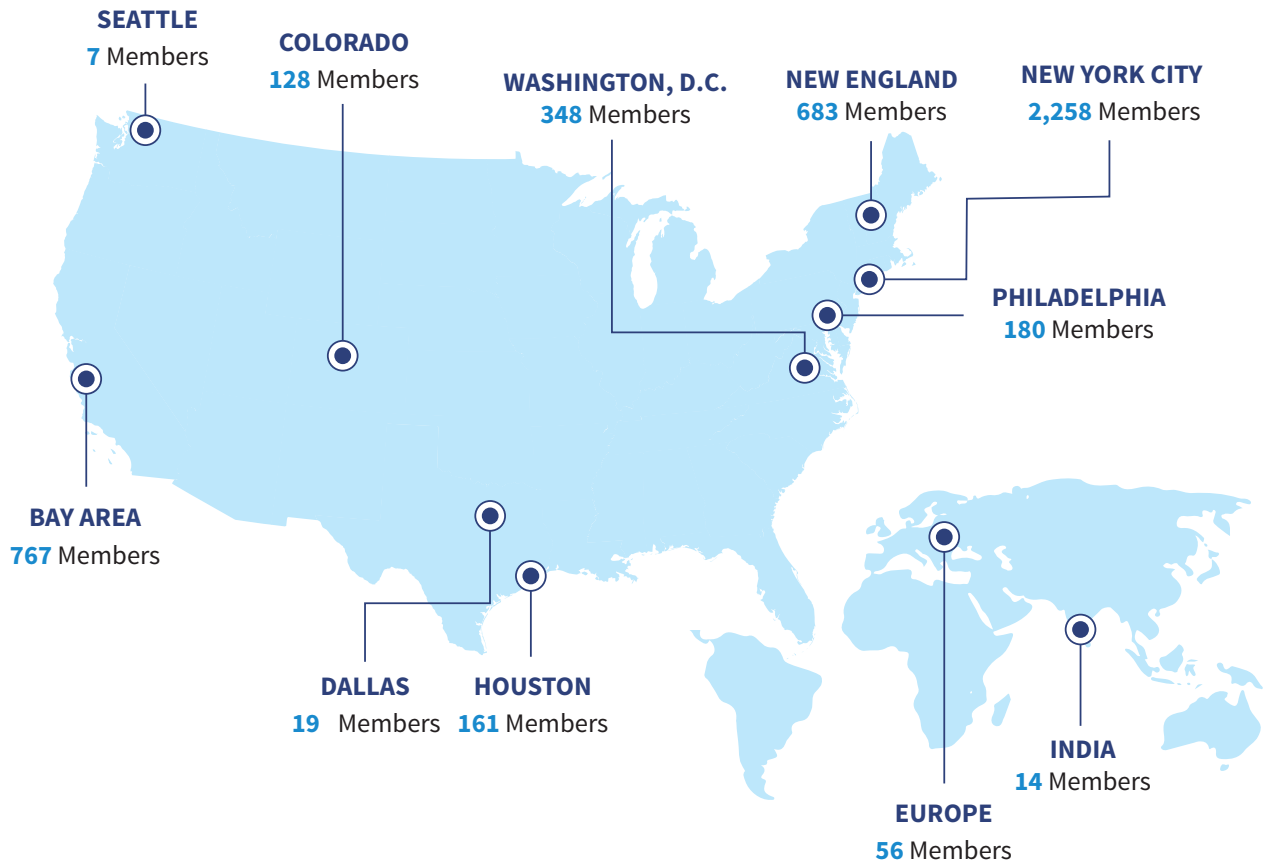 SEATTLE
7 Members
COLORADO
128 Members
WASHINGTON, D.C.
348 Members
NEW ENGLAND
683 Members
NEW YORK CITY
2,258 Members
PHILADELPHIA
180 Members
BAY AREA
767 Members
DALLAS
19 Members
HOUSTON
161 Members
INDIA
14 Members
EUROPE
56 Members